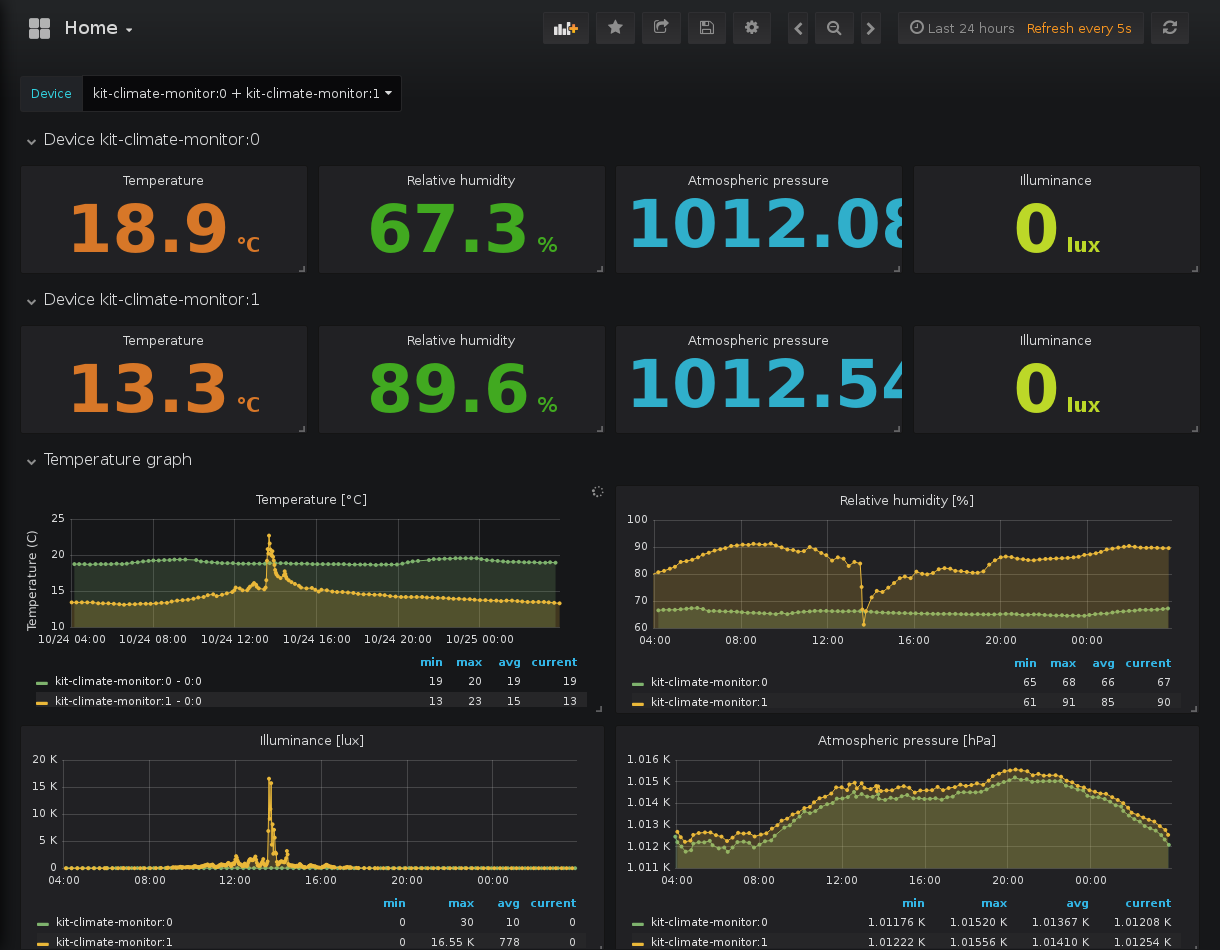 Home
Last 24 hours Refresh every 5s
Device kit-climate-monitor:0 + kit-climate-monitor:1
Device kit-climate-monitor:0
Temperature Relative humidity Atmospheric pressure Illuminance
18.9 °C 67.3 % 1012.08 0 lux
Device kit-climate-monitor:1
Temperature Relative humidity Atmospheric pressure Illuminance
13.3 °C 89.6 % 1012.54 0 lux
Temperature graph
Temperature [°C]
Temperature (C)
25
20
15
10
10/24 04:00 10/24 08:00 10/24 12:00 10/24 16:00 10/24 20:00 10/25 00:00
min max avg current
kit-climate-monitor:0 - 0:0 19 20 19 19
kit-climate-monitor:1 - 0:0 13 23 15 13
Relative humidity [%]
100
90
80
70
60
04:00 08:00 12:00 16:00 20:00 00:00
min max avg current
kit-climate-monitor:0 65 68 66 67
kit-climate-monitor:1 61 91 85 90
Illuminance [lux]
20 K
15 K
10 K
5 K
0
04:00 08:00 12:00 16:00 20:00 00:00
min max avg current
kit-climate-monitor:0 0 30 10 0
kit-climate-monitor:1 0 16.55 K 778 0
Atmospheric pressure [hPa]
1.016 K
1.015 K
1.014 K
1.013 K
1.012 K
1.011 K
04:00 08:00 12:00 16:00 20:00 00:00
min max avg current
kit-climate-monitor:0 1.01176 K 1.01520 K 1.01367 K 1.01208 K
kit-climate-monitor:1 1.01222 K 1.01556 K 1.01410 K 1.01254 K